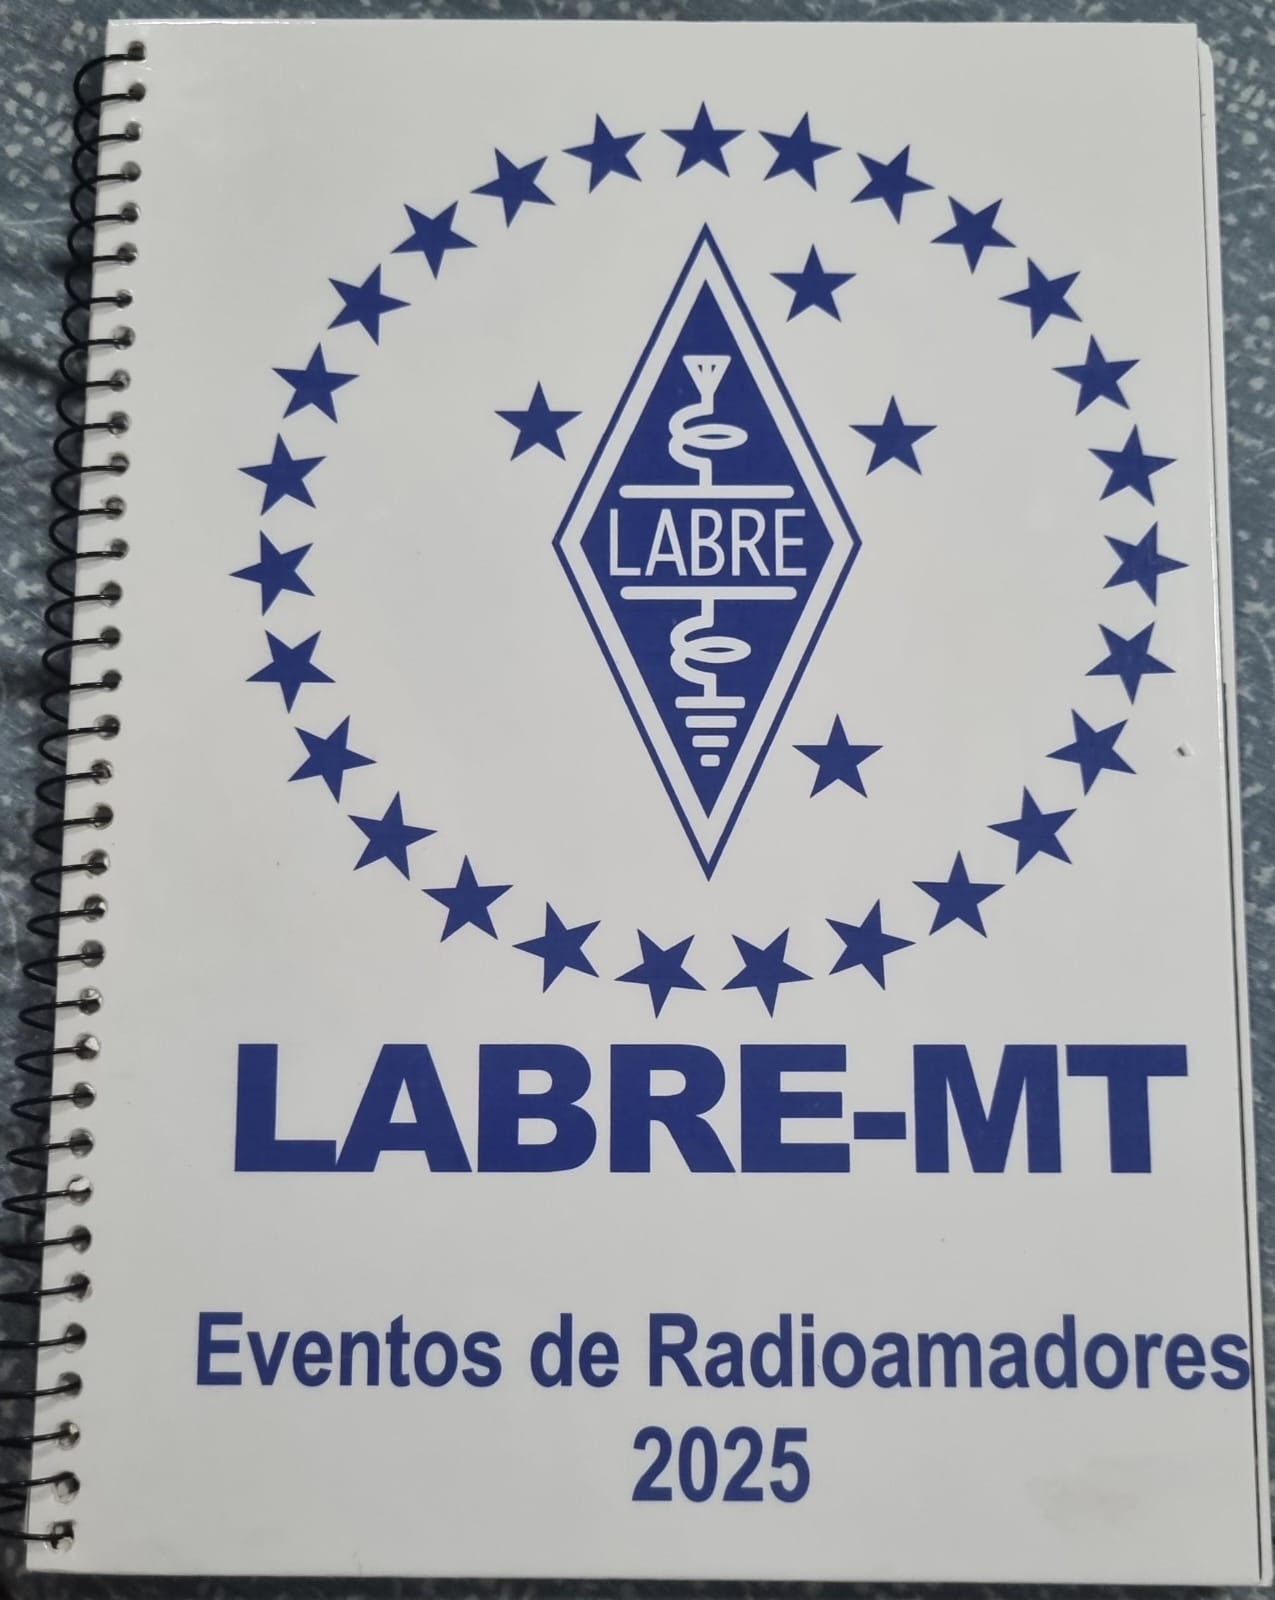 LABRE
LABRE-MT
Eventos de Radioamadores
2025